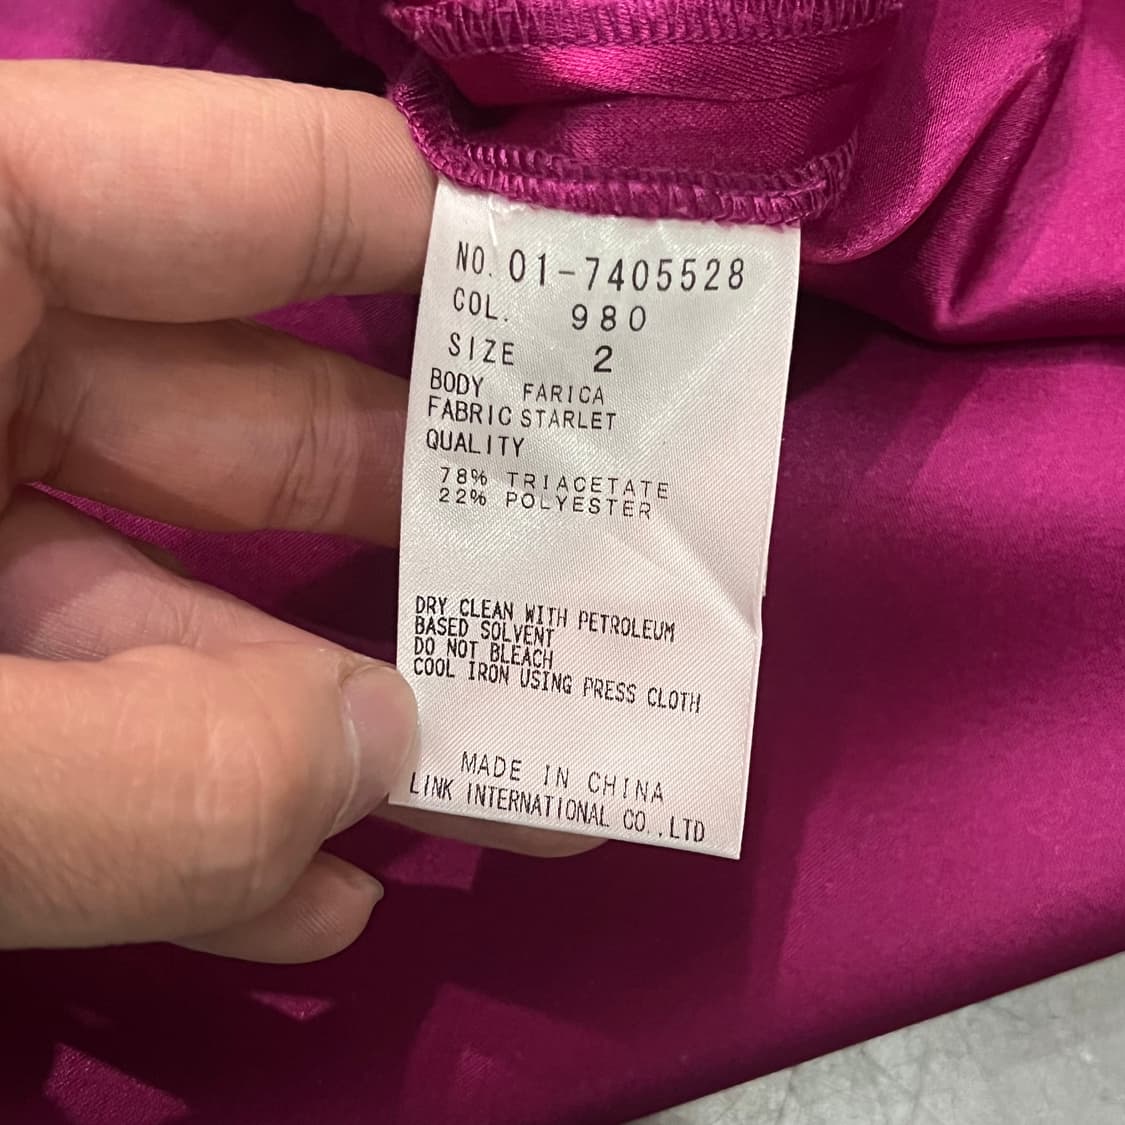 NO. 01-7405528
COL. 980
SIZE 2
BODY FARICA
FABRIC STARLET
QUALITY
78% TRIACETATE
22% POLYESTER
DRY CLEAN WITH PETROLEUM
BASED SOLVENT
DO NOT BLEACH
COOL IRON USING PRESS CLOTH
MADE IN CHINA
LINK INTERNATIONAL CO.,LTD